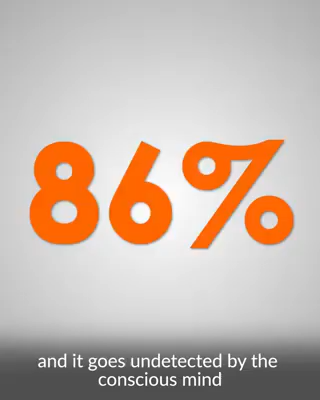 86%
and it goes undetected by the
conscious mind